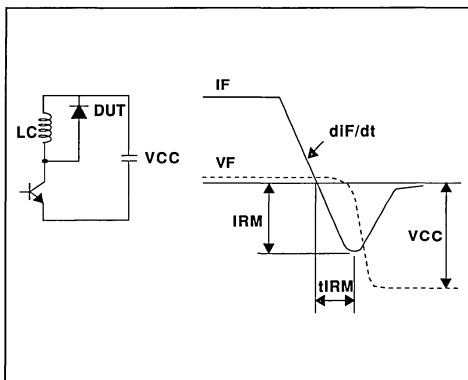 DUT
LC
VCC
IF
diF/dt
VF
IRM
VCC
tIRM